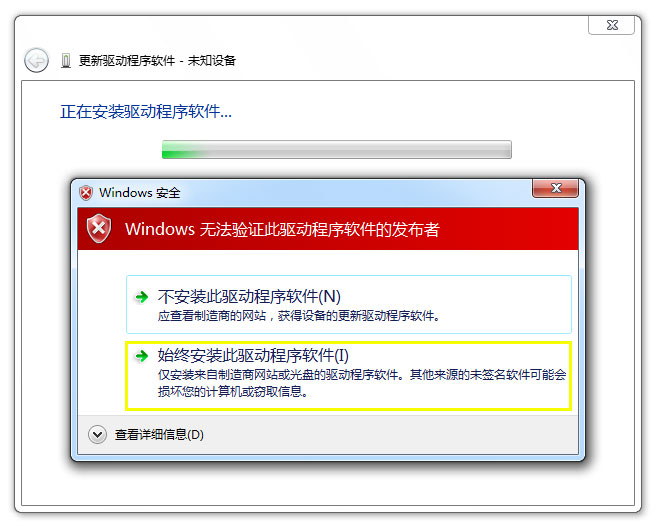 更新驱动程序软件 - 未知设备
正在安装驱动程序软件...
Windows 安全
Windows 无法验证此驱动程序软件的发布者
不安装此驱动程序软件(N)
应查看制造商的网站，获得设备的更新驱动程序软件。
始终安装此驱动程序软件(I)
仅安装来自制造商网站或光盘的驱动程序软件。其他来源的未签名软件可能会
损坏您的计算机或窃取信息。
查看详细信息(D)